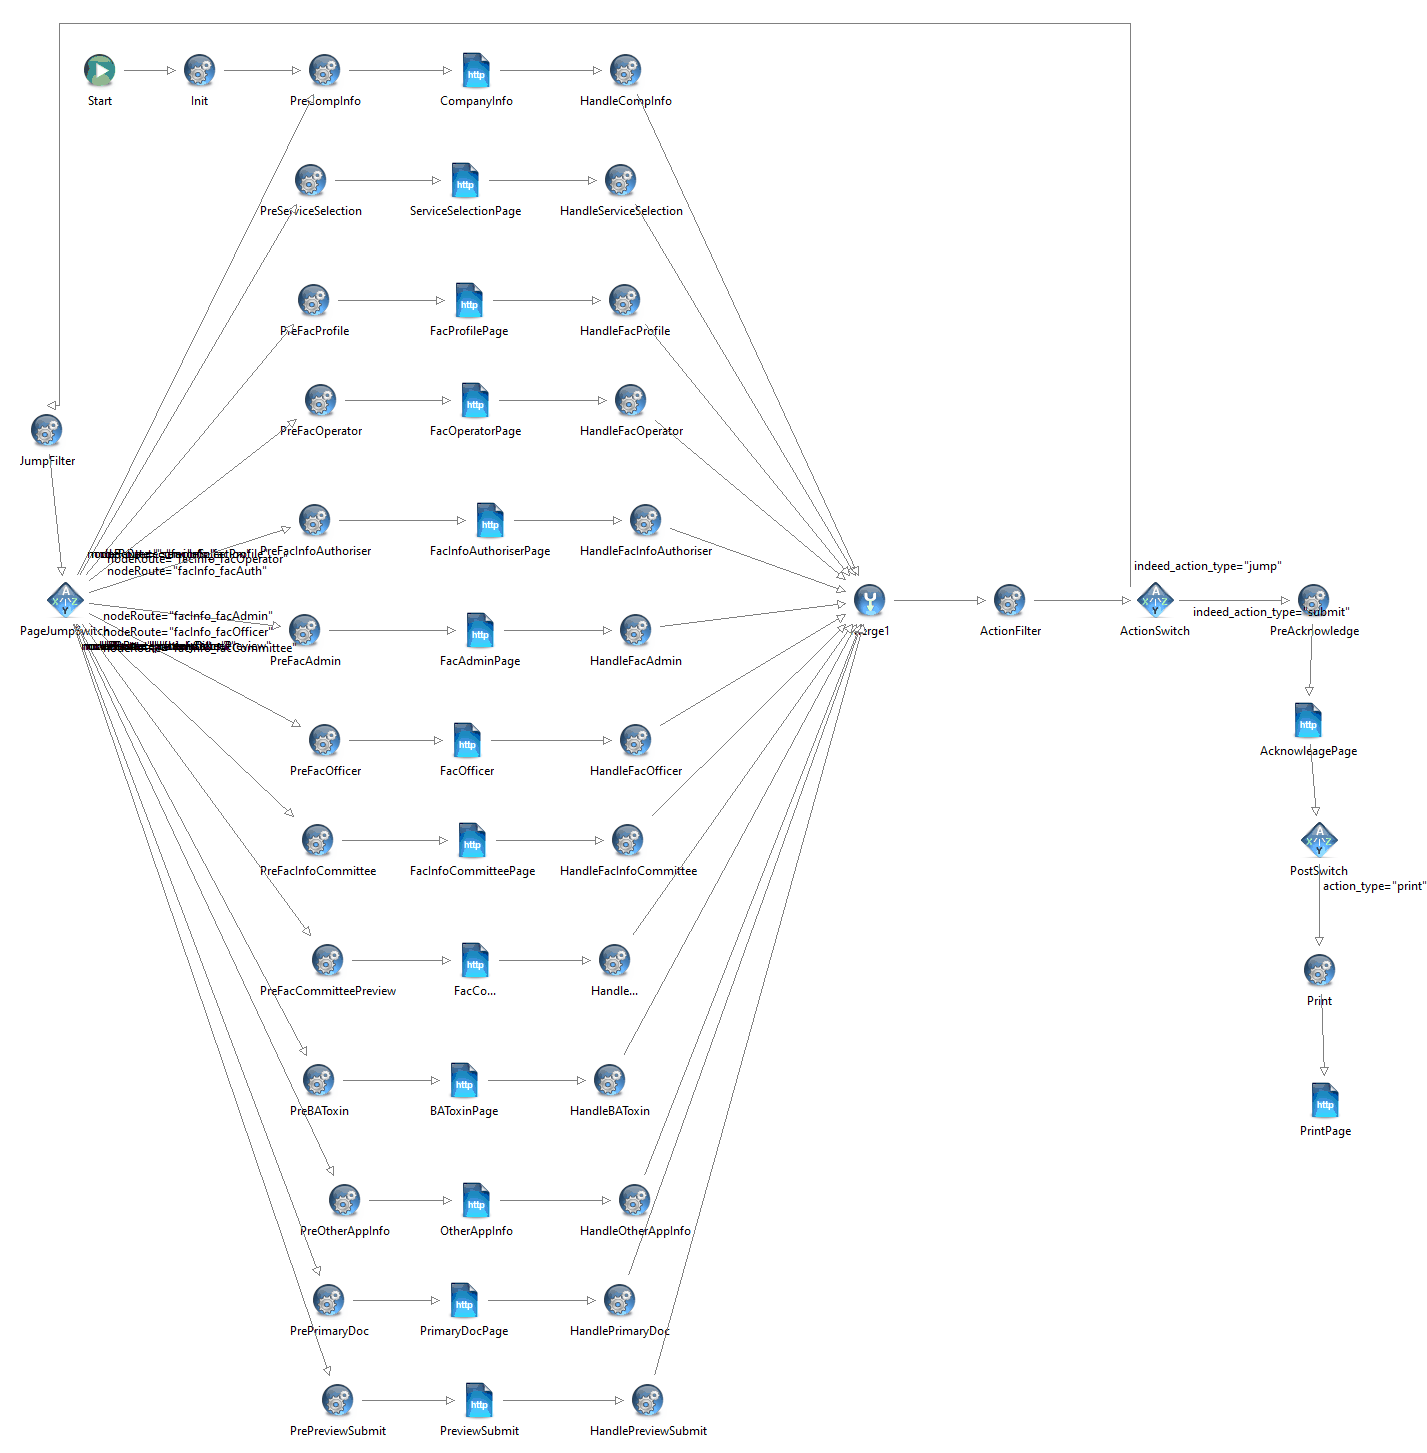 Start
Init
PreCompInfo
http
CompanyInfo
HandleCompInfo
PreServiceSelection
http
ServiceSelectionPage
HandleServiceSelection
PreFacProfile
http
FacProfilePage
HandleFacProfile
PreFacOperator
http
FacOperatorPage
HandleFacOperator
JumpFilter
PreFacInfoAuthoriser
http
FacInfoAuthoriserPage
HandleFacInfoAuthoriser
nodeRoute="facInfo_facOperator"
nodeRoute="facInfo_facAuth"
indeed_action_type="jump"
A
X
Z
Y
PageJumpSwitch
nodeRoute="facInfo_facAdmin"
nodeRoute="facInfo_facOfficer"
nodeRoute="facInfo_facCommittee"
PreFacAdmin
http
FacAdminPage
HandleFacAdmin
ActionFilter
A
X
Z
Y
ActionSwitch
indeed_action_type="submit"
PreAcknowledge
PreFacOfficer
http
FacOfficer
HandleFacOfficer
http
AcknowleagePage
PreFacInfoCommittee
http
FacInfoCommitteePage
HandleFacInfoCommittee
A
X
Z
Y
PostSwitch
action_type="print"
PreFacCommitteePreview
http
FacCo...
Handle...
Print
PreBAToxin
http
BAToxinPage
HandleBAToxin
http
PrintPage
PreOtherAppInfo
http
OtherAppInfo
HandleOtherAppInfo
PrePrimaryDoc
http
PrimaryDocPage
HandlePrimaryDoc
PrePreviewSubmit
http
PreviewSubmit
HandlePreviewSubmit